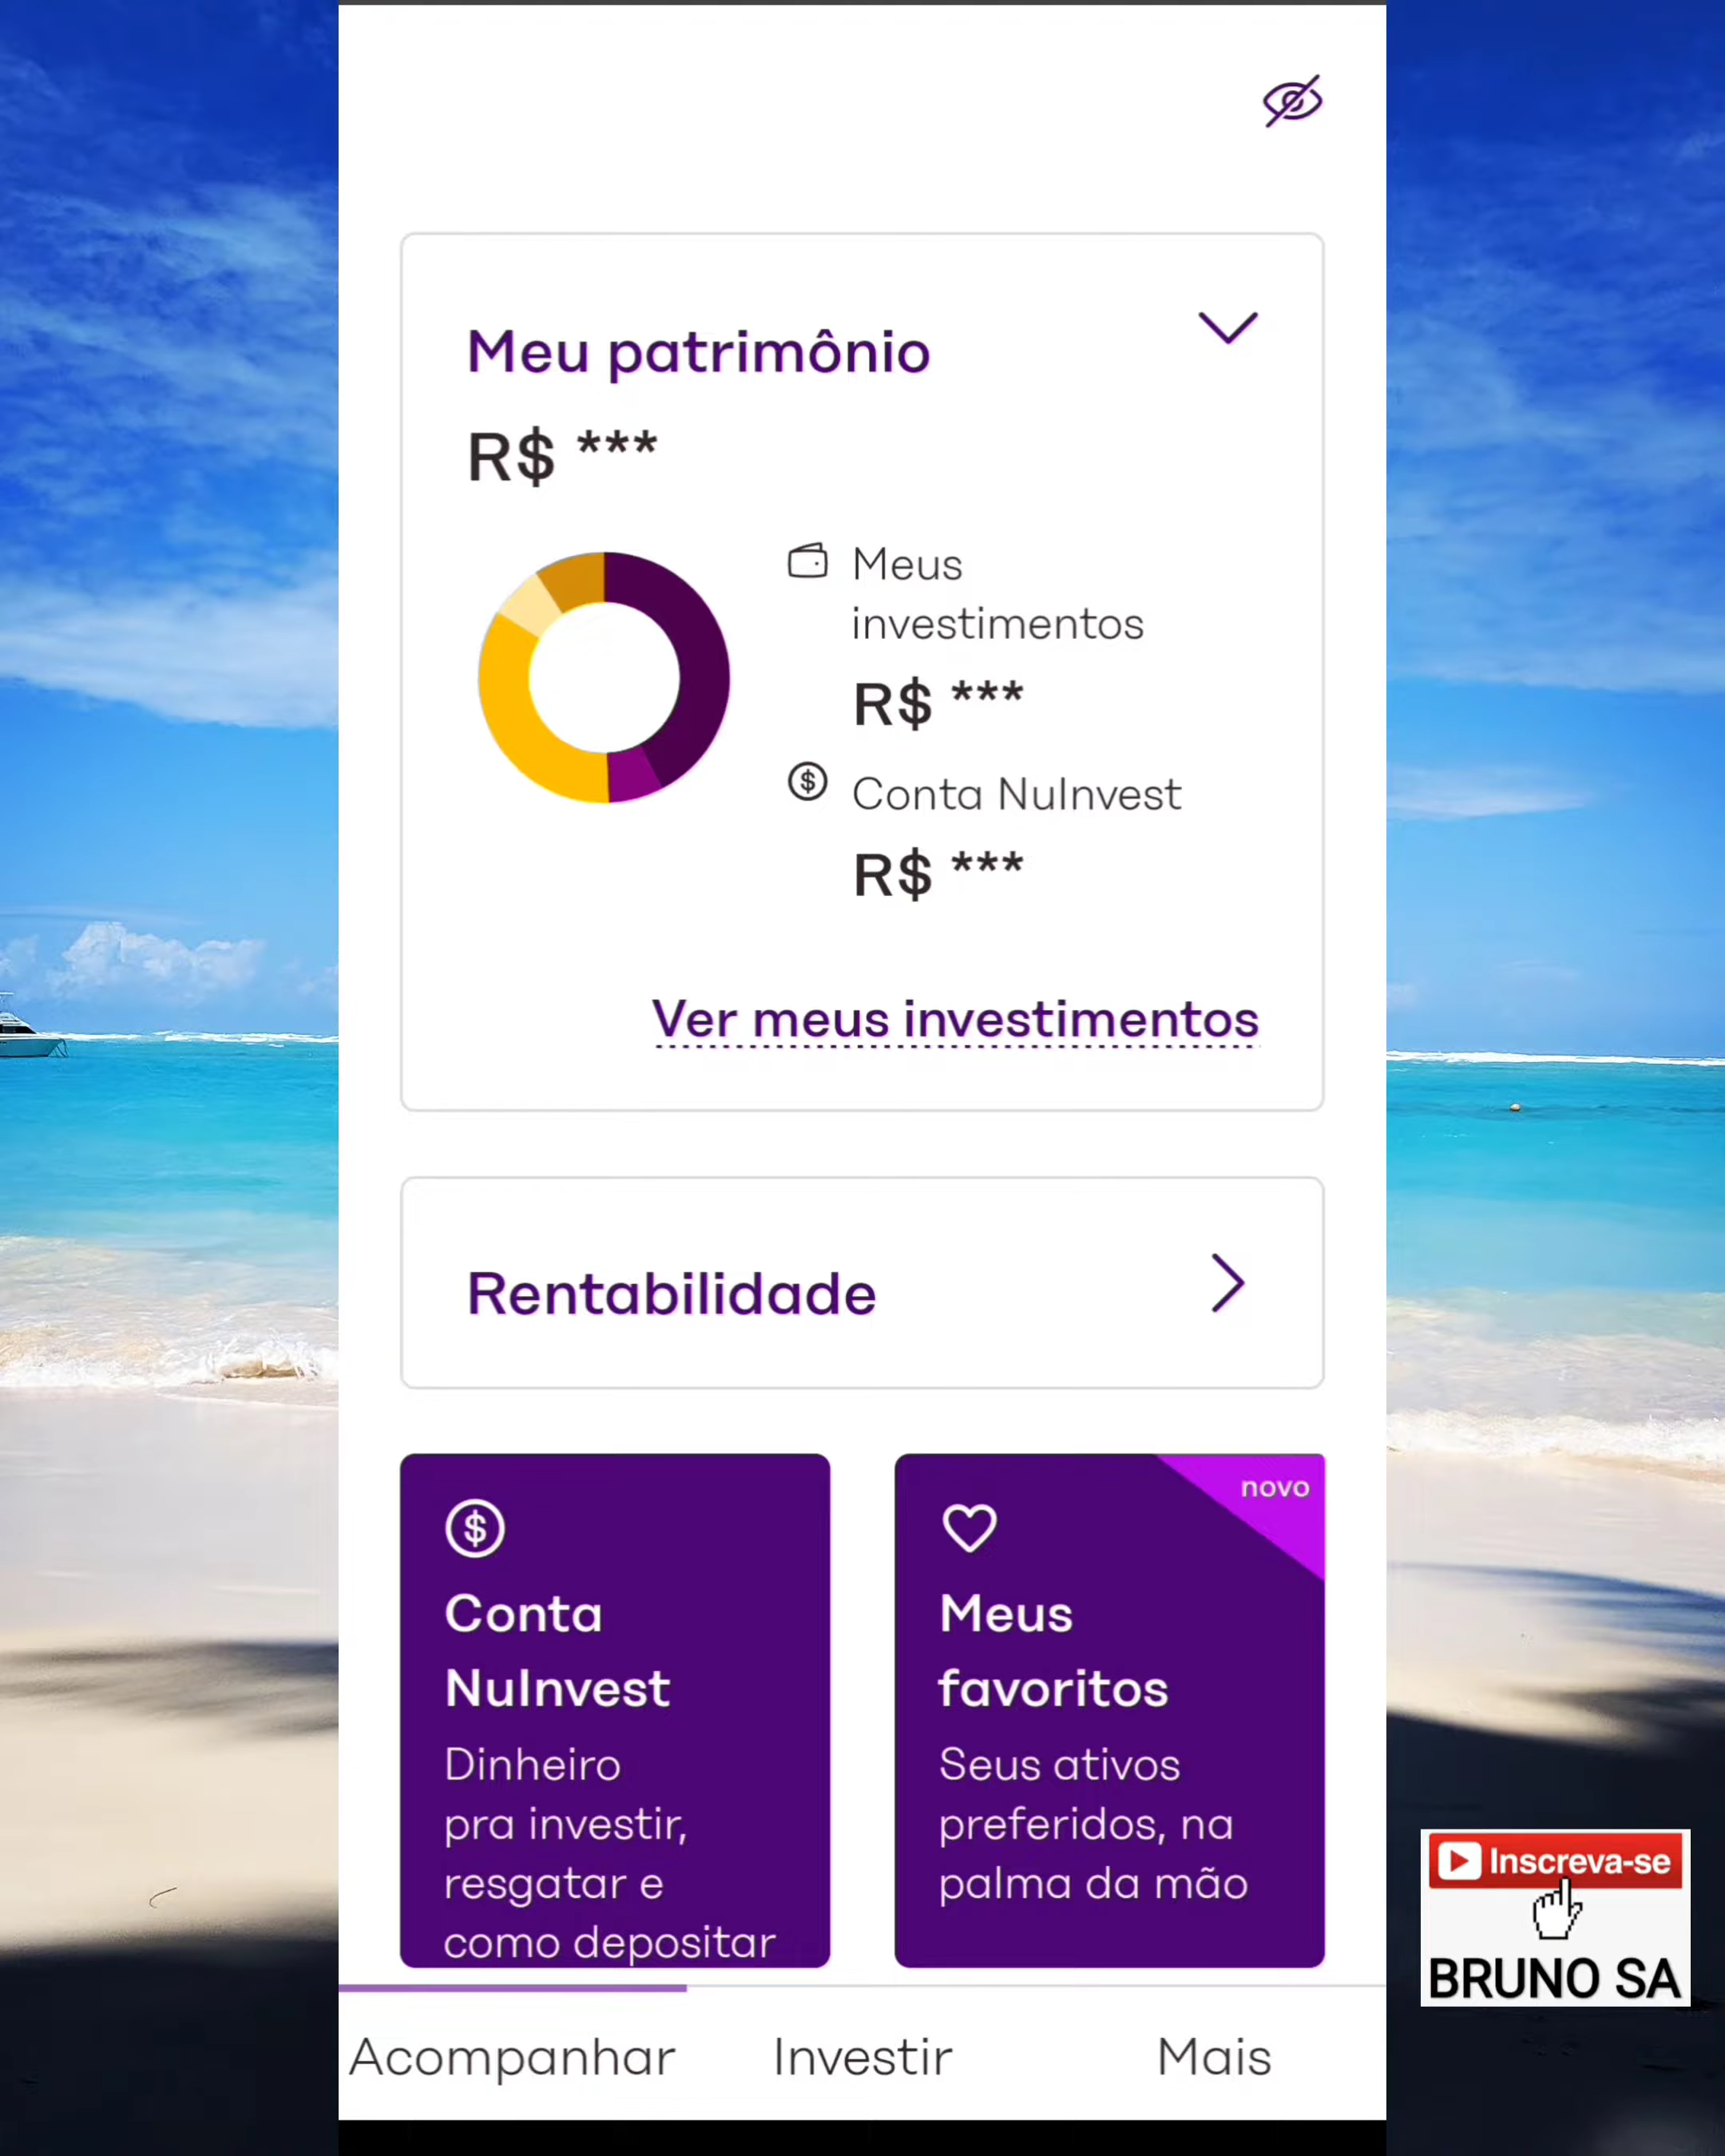 Meu patrimônio
R$ ***
Meus
investimentos
R$ ***
Conta NuInvest
R$ ***
Ver meus investimentos
Rentabilidade
Conta
NuInvest
Dinheiro
pra investir,
resgatar e
como depositar
novo
Meus
favoritos
Seus ativos
preferidos, na
palma da mão
Inscreva-se
BRUNO SA
Acompanhar
Investir
Mais